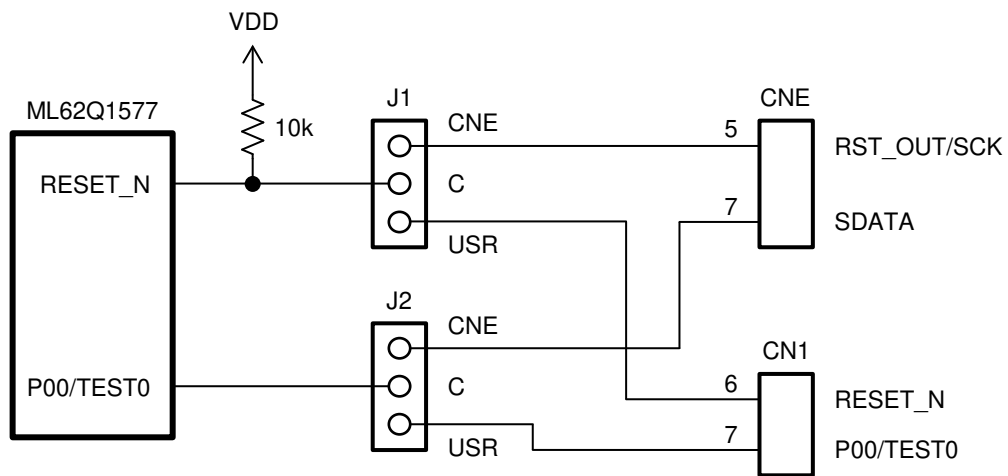 VDD
ML62Q1577
10k
RESET_N
P00/TEST0
J1
CNE
C
USR
J2
CNE
C
USR
CNE
5
RST_OUT/SCK
7
SDATA
CN1
6
RESET_N
7
P00/TEST0